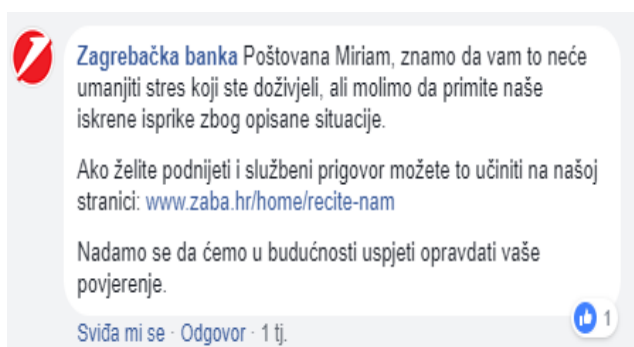 Zagrebačka banka Poštovana Miriam, znamo da vam to neće
umanjiti stres koji ste doživjeli, ali molimo da primite naše
iskrene isprike zbog opisane situacije.
Ako želite podnijeti i službeni prigovor možete to učiniti na našoj
stranici: www.zaba.hr/home/recite-nam
Nadamo se da ćemo u budućnosti uspjeti opravdati vaše
povjerenje.
1
Sviđa mi se · Odgovor · 1 tj.